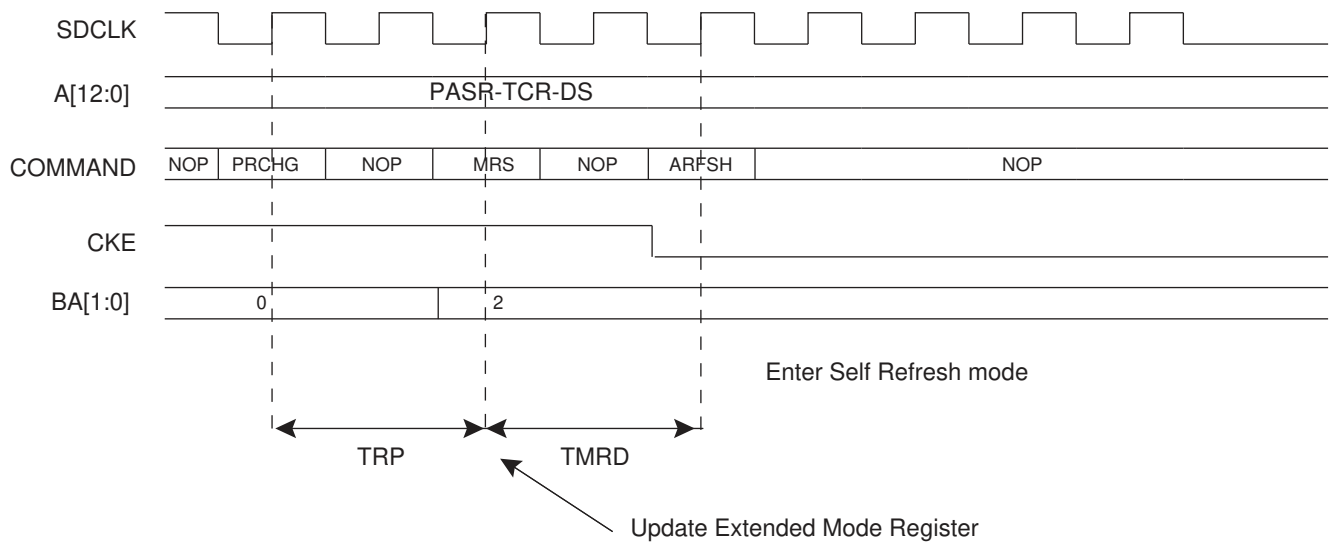 SDCLK
A[12:0] PASR-TCR-DS
COMMAND NOP PRCHG NOP MRS NOP ARFSH NOP
CKE
BA[1:0] 0 2
Enter Self Refresh mode
TRP TMRD
Update Extended Mode Register